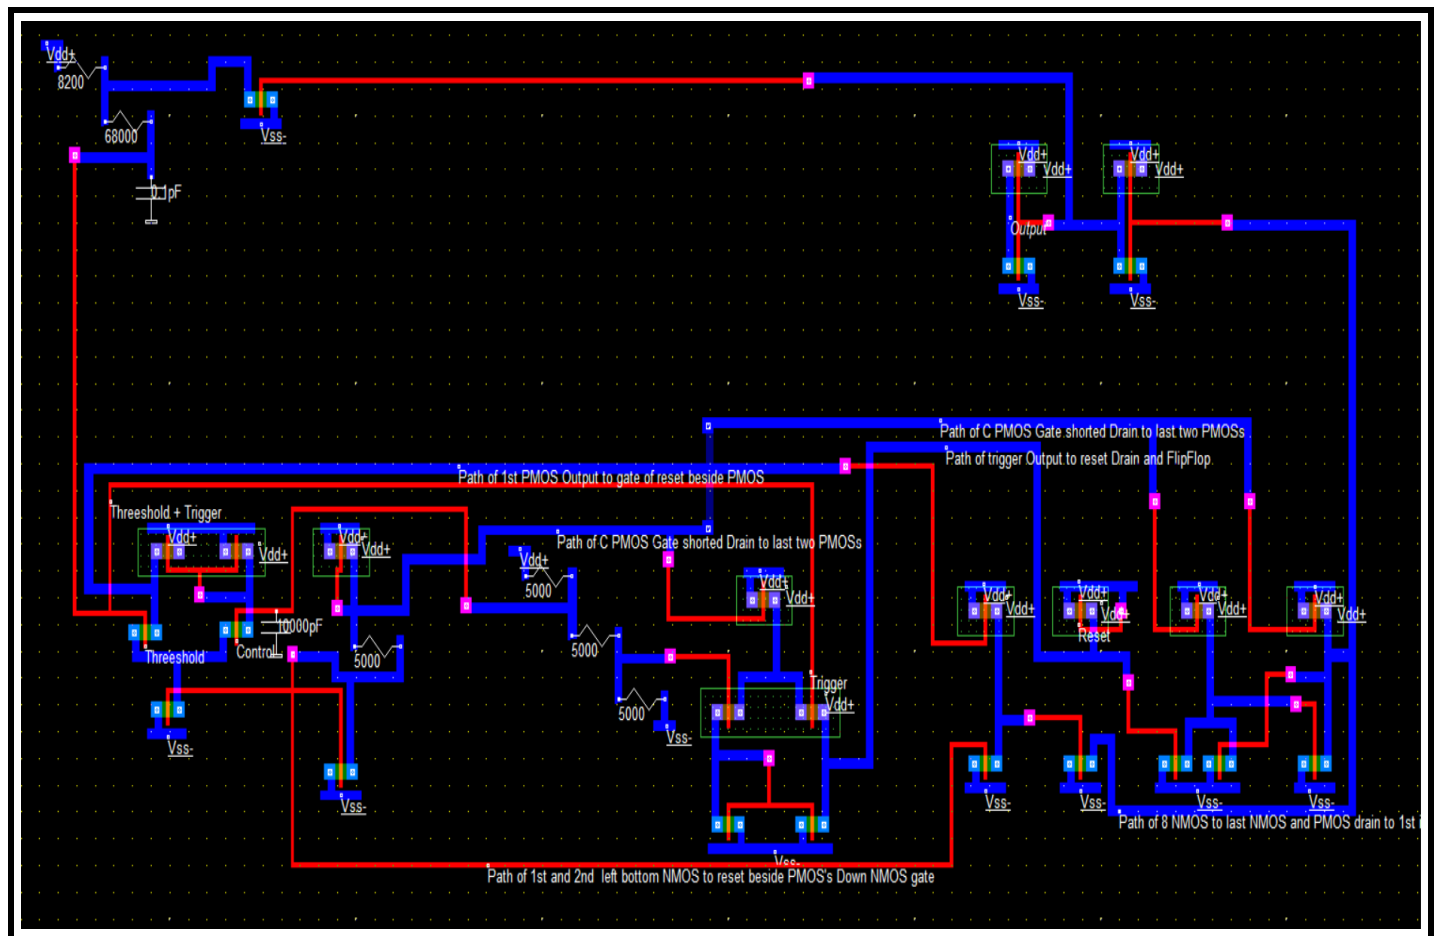 Vdd+
8200
68000
Vss-
0.1pF
Vdd+
Vdd+
Vdd+
Vdd+
Output
Vss-
Vss-
Path of C PMOS Gate shorted Drain to last two PMOSs
Path of trigger Output to reset Drain and FlipFlop
Path of 1st PMOS Output to gate of reset beside PMOS
Threeshold + Trigger
Vdd+
Vdd+
Vdd+
Vdd+
Path of C PMOS Gate shorted Drain to last two PMOSs
Vdd+
5000
Vdd+
Vdd+
Vdd+
Vdd+
Vdd+
Vdd+
Vdd+
Vdd+
Vdd+
Vdd+
10000pF
Reset
Threeshold
Control
5000
5000
Trigger
Vdd+
5000
Vss-
Vss-
Vss-
Vss-
Vss-
Vss-
Vss-
Path of 8 NMOS to last NMOS and PMOS drain to 1st i
Vss-
Path of 1st and 2nd left bottom NMOS to reset beside PMOS's Down NMOS gate